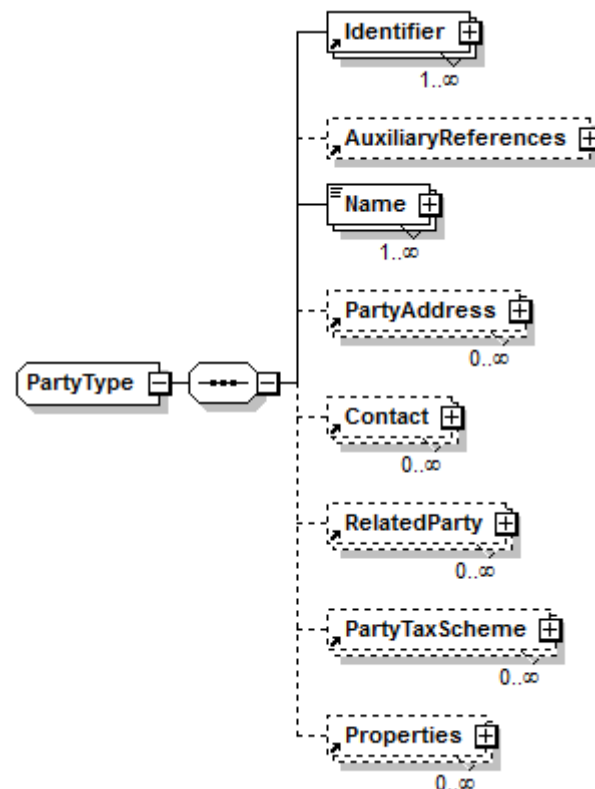 Identifier
1..∞
AuxiliaryReferences
Name
1..∞
PartyAddress
0..∞
PartyType
Contact
0..∞
RelatedParty
0..∞
PartyTaxScheme
0..∞
Properties
0..∞